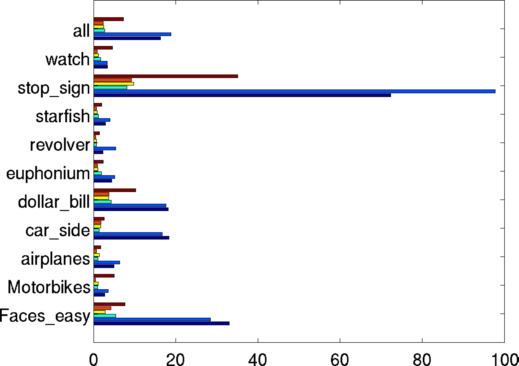 all
watch
stop_sign
starfish
revolver
euphonium
dollar_bill
car_side
airplanes
Motorbikes
Faces_easy
0 20 40 60 80 100